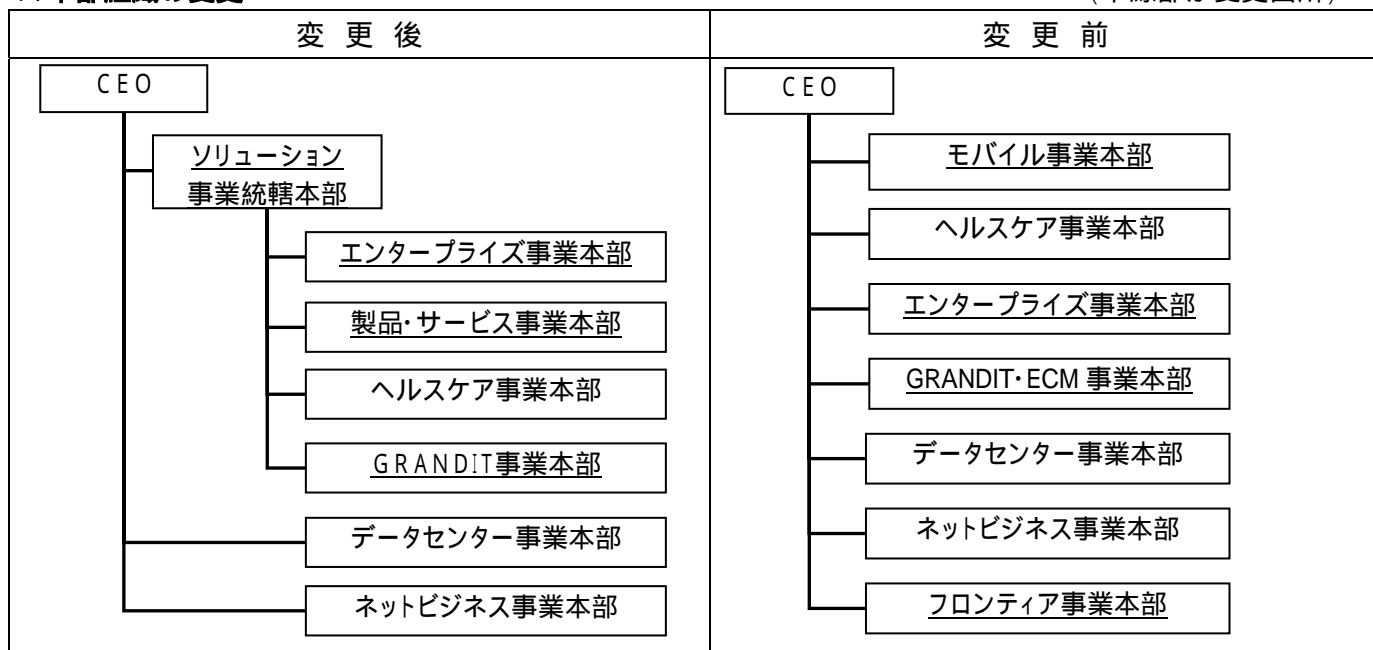 変 更 後
変 更 前
CEO
ソリューション
事業統轄本部
エンタープライズ事業本部
製品・サービス事業本部
ヘルスケア事業本部
GRANDIT事業本部
データセンター事業本部
ネットビジネス事業本部
CEO
モバイル事業本部
ヘルスケア事業本部
エンタープライズ事業本部
GRANDIT・ECM 事業本部
データセンター事業本部
ネットビジネス事業本部
フロンティア事業本部